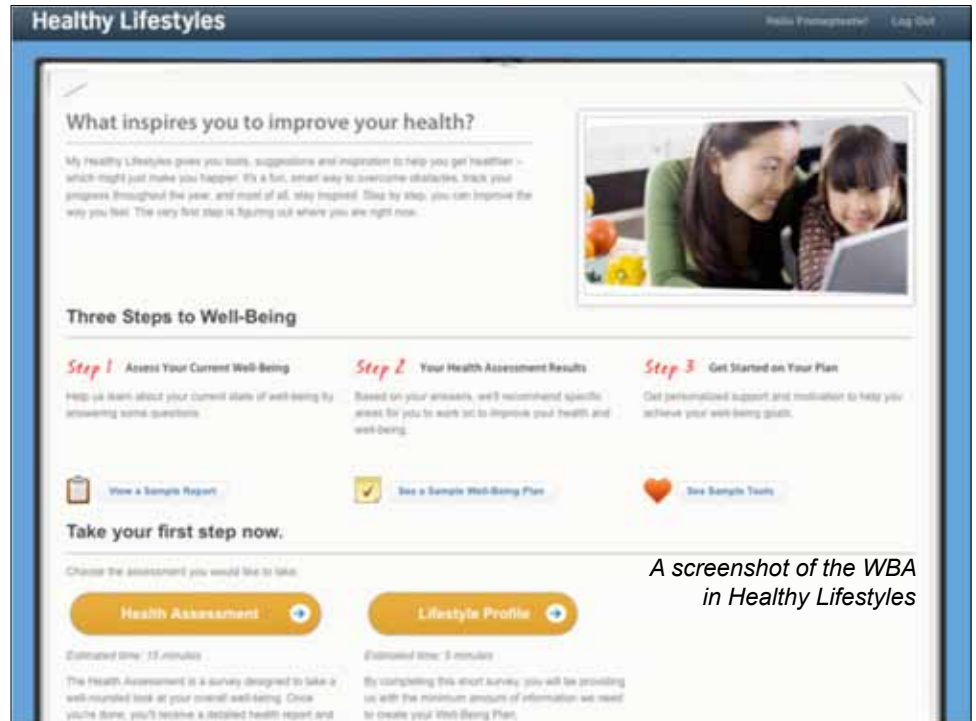 Healthy Lifestyles
Hello Log Out
What inspires you to improve your health?
My Healthy Lifestyles gives you tools, suggestions and inspiration to help you get healthier –
which might just make you happier. It's a fun, smart way to overcome obstacles, track your
progress throughout the year, and most of all, stay inspired. Step by step, you can improve the
way you feel. The very first step is figuring out where you are right now.
Three Steps to Well-Being
Step 1 Assess Your Current Well-Being
Help us learn about your current state of well-being by
answering some questions.
View a Sample Report
Step 2 Your Health Assessment Results
Based on your answers, we'll recommend specific
areas for you to work on to improve your health and
well-being.
See a Sample Well-Being Plan
Step 3 Get Started on Your Plan
Get personalized support and motivation to help you
achieve your well-being goals.
See Sample Tools
Take your first step now.
Choose the assessment you would like to take.
Health Assessment
Estimated time: 15 minutes
The Health Assessment is a survey designed to take a
well-rounded look at your overall well-being. Once
you're done, you'll receive a detailed health report and
Lifestyle Profile
Estimated time: 5 minutes
By completing this short survey, you will be providing
us with the minimum amount of information we need
to create your Well-Being Plan.
A screenshot of the WBA
in Healthy Lifestyles